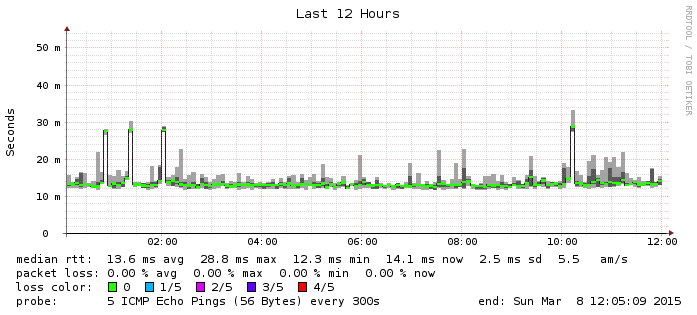 Last 12 Hours
RRDTOOL / TOBI OETIKER
Seconds
50 m
40 m
30 m
20 m
10 m
0
02:00 04:00 06:00 08:00 10:00 12:00
median rtt: 13.6 ms avg 28.8 ms max 12.3 ms min 14.1 ms now 2.5 ms sd 5.5 am/s
packet loss: 0.00 % avg 0.00 % max 0.00 % min 0.00 % now
loss color: 0 1/5 2/5 3/5 4/5
probe: 5 ICMP Echo Pings (56 Bytes) every 300s end: Sun Mar 8 12:05:09 2015